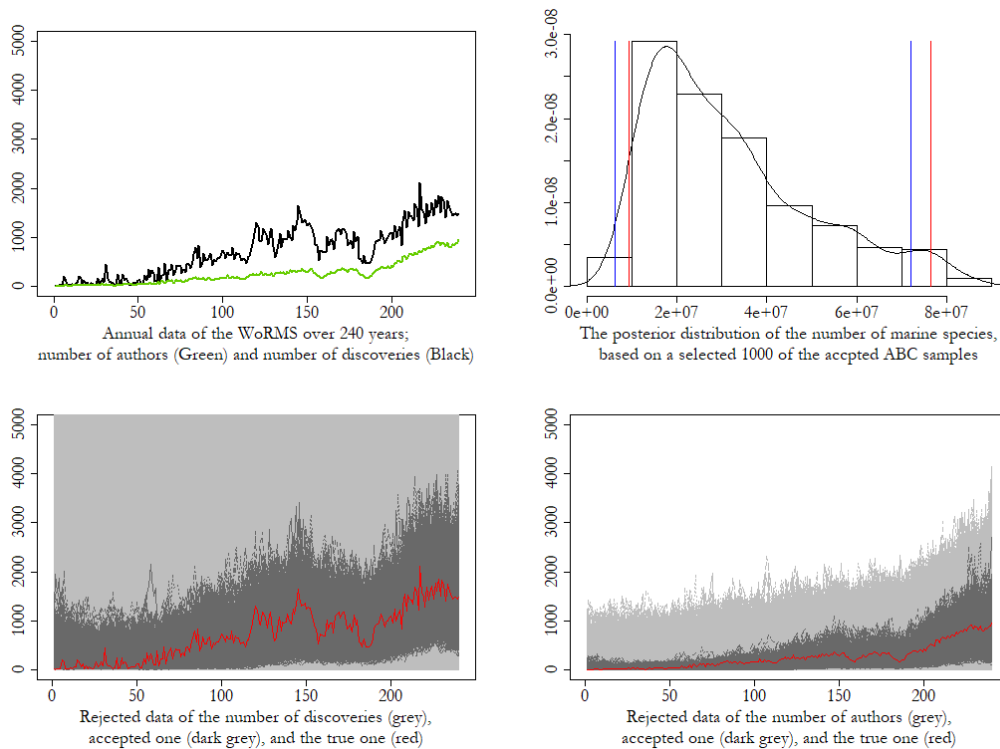 5000
4000
3000
2000
1000
0
0 50 100 150 200
Annual data of the WoRMS over 240 years;
number of authors (Green) and number of discoveries (Black)
3.0e-08
2.0e-08
1.0e-08
0.0e+00
0e+00 2e+07 4e+07 6e+07 8e+07
The posterior distribution of the number of marine species,
based on a selected 1000 of the accpted ABC samples
5000
4000
3000
2000
1000
0
0 50 100 150 200
Rejected data of the number of discoveries (grey),
accepted one (dark grey), and the true one (red)
5000
4000
3000
2000
1000
0
0 50 100 150 200
Rejected data of the number of authors (grey),
accepted one (dark grey), and the true one (red)